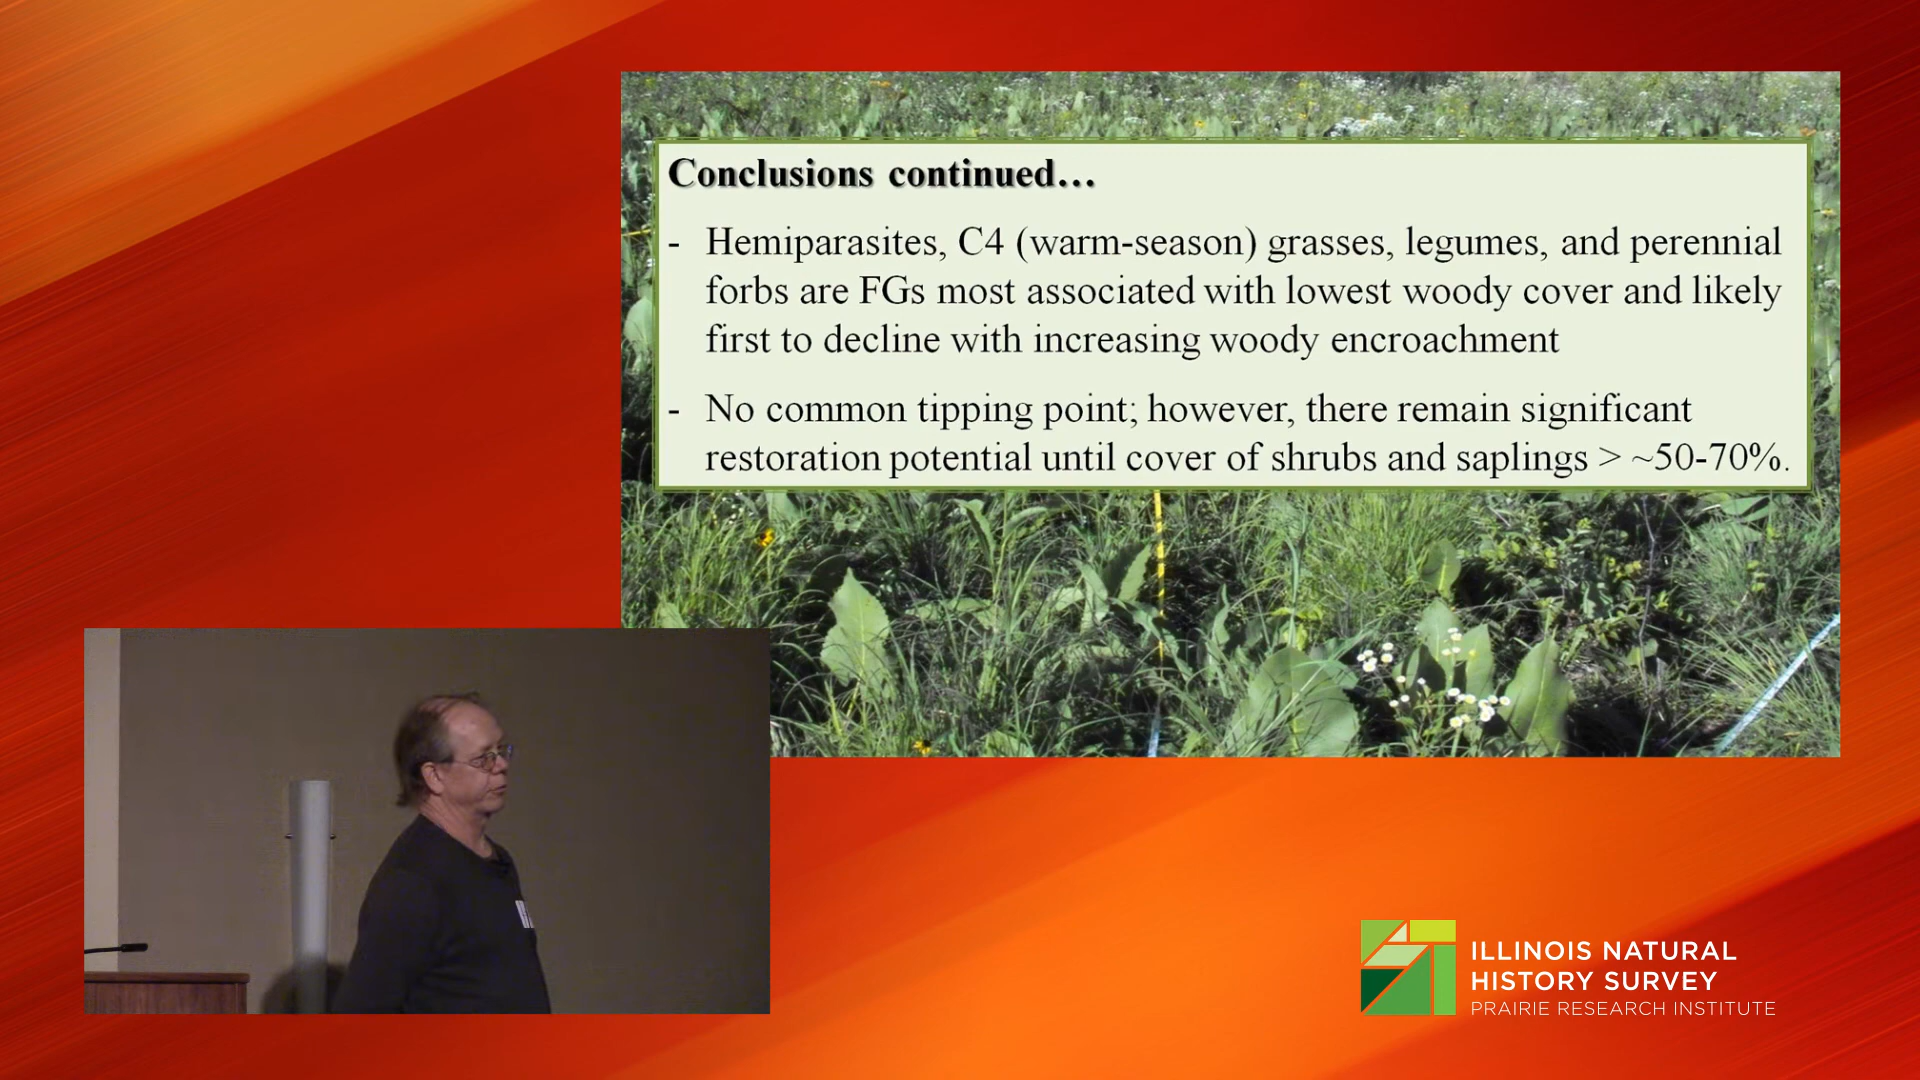 Conclusions continued…
- Hemiparasites, C4 (warm-season) grasses, legumes, and perennial
forbs are FGs most associated with lowest woody cover and likely
first to decline with increasing woody encroachment
- No common tipping point; however, there remain significant
restoration potential until cover of shrubs and saplings > ~50-70%.
ILLINOIS NATURAL
HISTORY SURVEY
PRAIRIE RESEARCH INSTITUTE